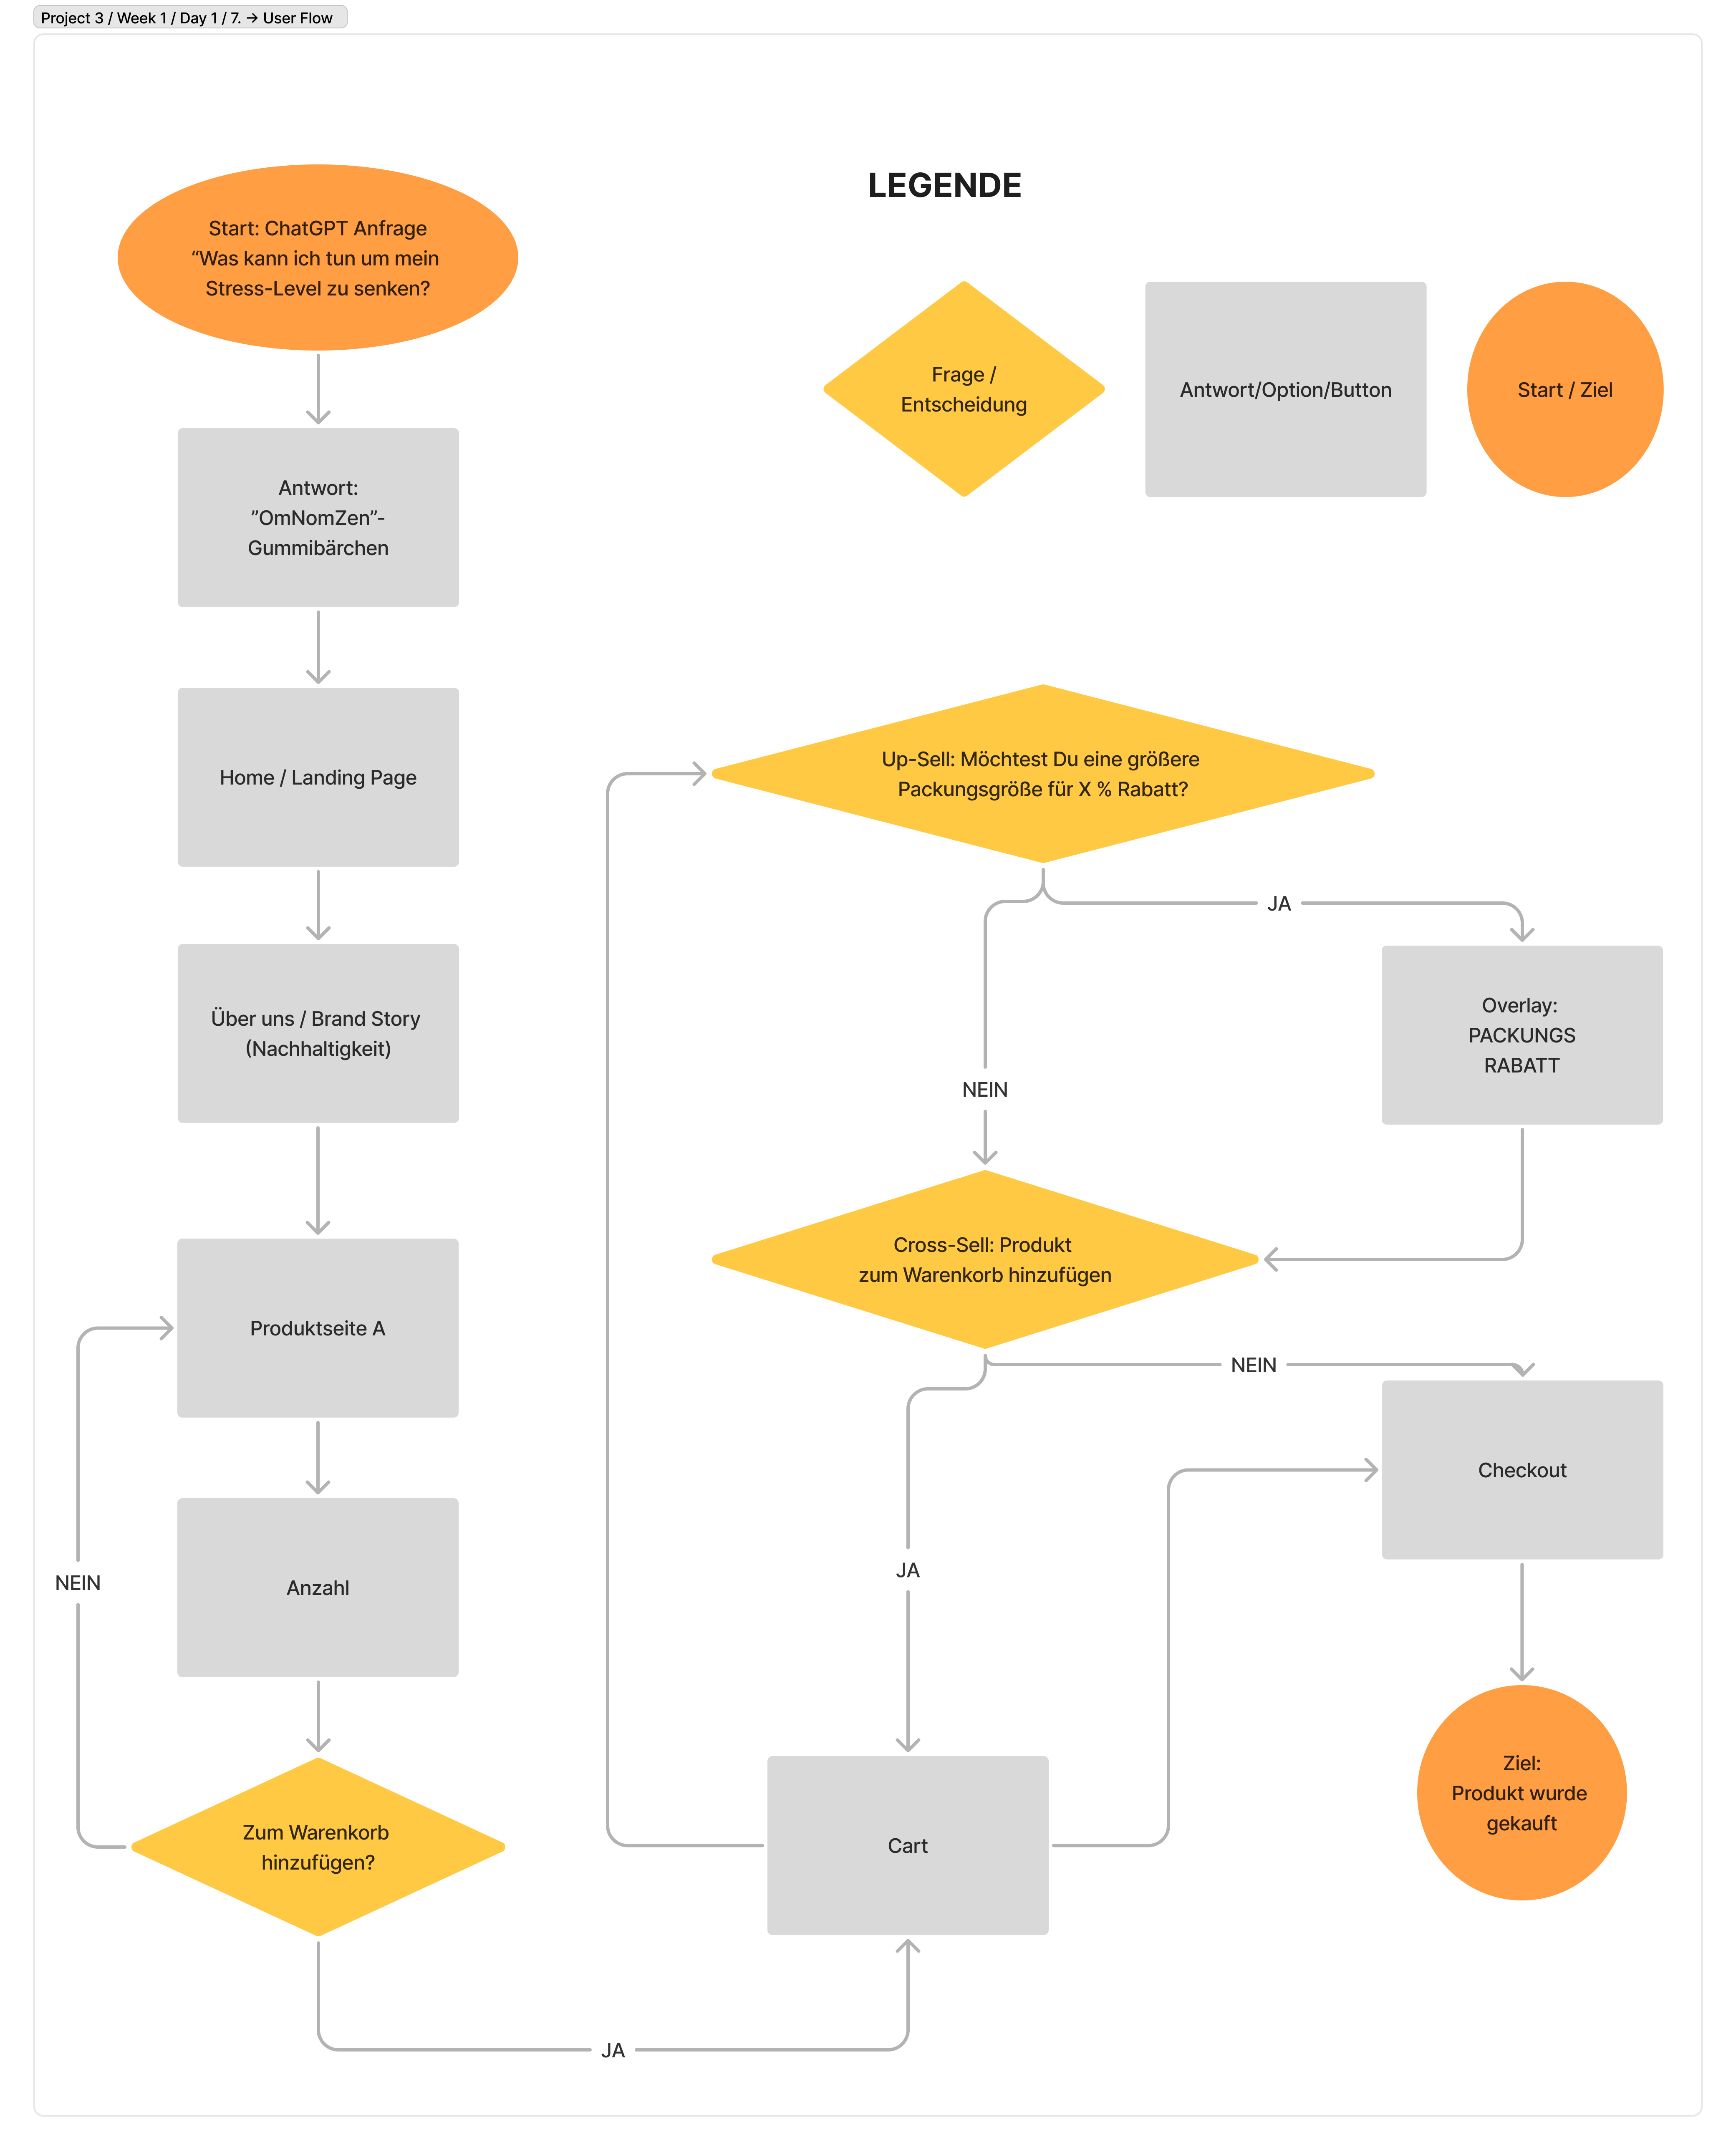 Project 3 / Week 1 / Day 1 / 7. → User Flow
LEGENDE
Frage /
Entscheidung
Antwort/Option/Button
Start / Ziel
Start: ChatGPT Anfrage
“Was kann ich tun um mein
Stress-Level zu senken?
Antwort:
”OmNomZen”-
Gummibärchen
Home / Landing Page
Über uns / Brand Story
(Nachhaltigkeit)
Produktseite A
Anzahl
NEIN
Zum Warenkorb
hinzufügen?
JA
Up-Sell: Möchtest Du eine größere
Packungsgröße für X % Rabatt?
JA
Overlay:
PACKUNGS
RABATT
NEIN
Cross-Sell: Produkt
zum Warenkorb hinzufügen
NEIN
Checkout
JA
Cart
Ziel:
Produkt wurde
gekauft